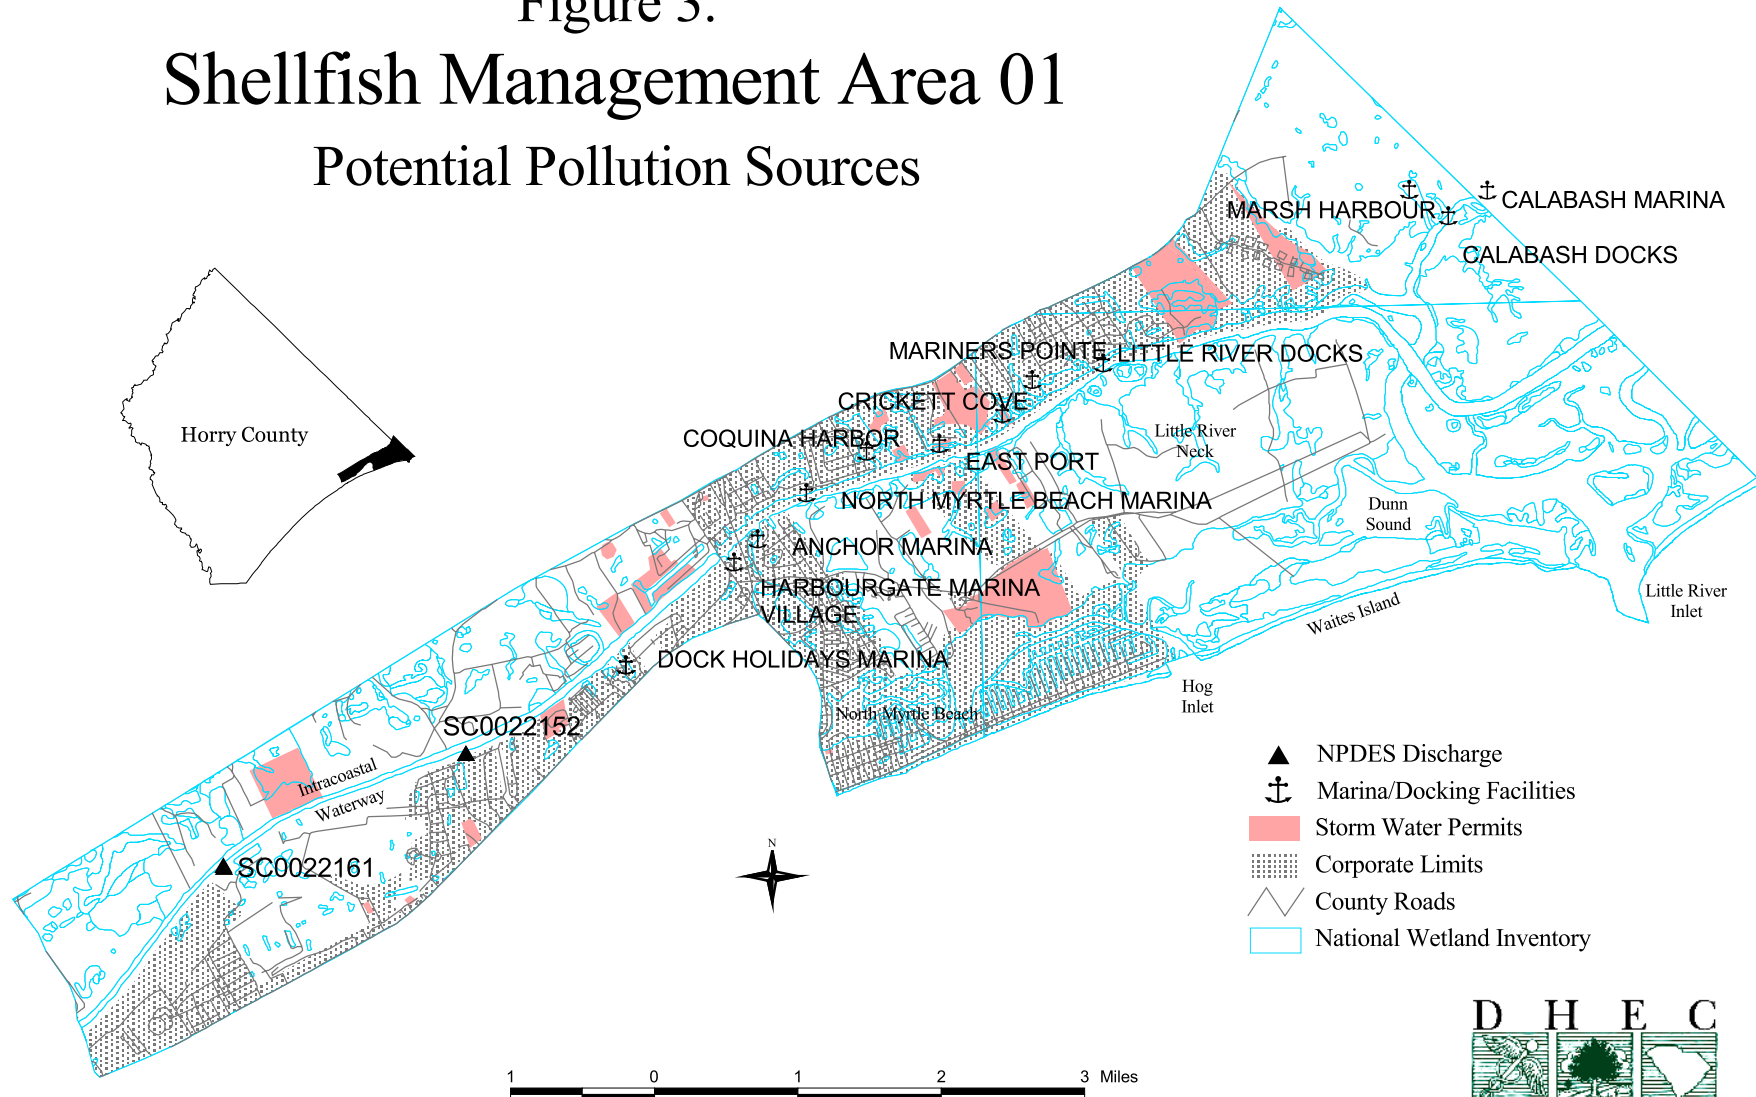 Figure 3.
Shellfish Management Area 01
Potential Pollution Sources
CALABASH MARINA
MARSH HARBOUR
CALABASH DOCKS
MARINERS POINTE
LITTLE RIVER DOCKS
CRICKETT COVE
Horry County
COQUINA HARBOR
Little River
Neck
EAST PORT
NORTH MYRTLE BEACH MARINA
Dunn
Sound
ANCHOR MARINA
HARBOURGATE MARINA
VILLAGE
Little River
Inlet
Waites Island
DOCK HOLIDAYS MARINA
Hog
Inlet
North Myrtle Beach
SC0022152
Intracoastal
Waterway
SC0022161
N
NPDES Discharge
Marina/Docking Facilities
Storm Water Permits
Corporate Limits
County Roads
National Wetland Inventory
D H E C
1 0 1 2 3 Miles